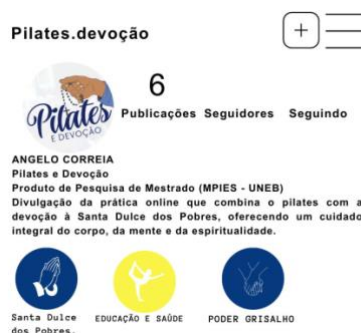 Pilates.devoção
+
6
Publicações Seguidores Seguindo
Pilates
E DEVOÇÃO
ANGELO CORREIA
Pilates e Devoção
Produto de Pesquisa de Mestrado (MPIES - UNEB)
Divulgação da prática online que combina o pilates com a
devoção à Santa Dulce dos Pobres, oferecendo um cuidado
integral do corpo, da mente e da espiritualidade.
Santa Dulce
dos Pobres.
EDUCAÇÃO E SAÚDE
PODER GRISALHO